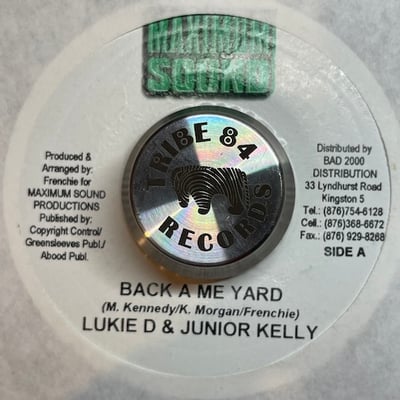 MAXIMUM
SOUND
Produced &
Arranged by:
Frenchie for
MAXIMUM SOUND
PRODUCTIONS
Published by:
Copyright Control/
Greensleeves Publ./
Abood Publ.
TRIBE 84
RECORDS
Distributed by
BAD 2000
DISTRIBUTION
33 Lyndhurst Road
Kingston 5
Tel.: (876)754-6128
Cell.: (876)368-6672
Fax.: (876) 929-8268
SIDE A
BACK A ME YARD
(M. Kennedy/K. Morgan/Frenchie)
LUKIE D & JUNIOR KELLY